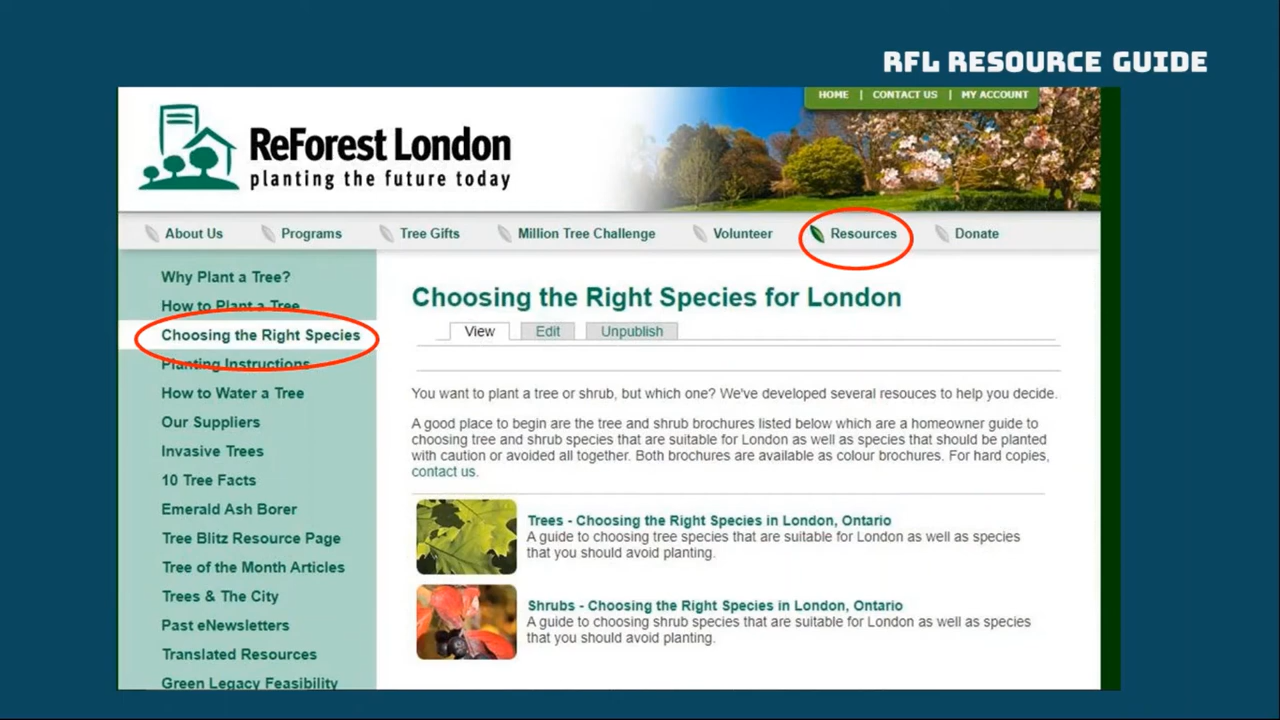 RFL RESOURCE GUIDE
HOME | CONTACT US | MY ACCOUNT
ReForest London
planting the future today
About Us
Programs
Tree Gifts
Million Tree Challenge
Volunteer
Resources
Donate
Why Plant a Tree?
How to Plant a Tree
Choosing the Right Species
Planting Instructions
How to Water a Tree
Our Suppliers
Invasive Trees
10 Tree Facts
Emerald Ash Borer
Tree Blitz Resource Page
Tree of the Month Articles
Trees & The City
Past eNewsletters
Translated Resources
Green Legacy Feasibility
Choosing the Right Species for London
View
Edit
Unpublish
You want to plant a tree or shrub, but which one? We've developed several resouces to help you decide.
A good place to begin are the tree and shrub brochures listed below which are a homeowner guide to
choosing tree and shrub species that are suitable for London as well as species that should be planted
with caution or avoided all together. Both brochures are available as colour brochures. For hard copies,
contact us.
Trees - Choosing the Right Species in London, Ontario
A guide to choosing tree species that are suitable for London as well as species
that you should avoid planting.
Shrubs - Choosing the Right Species in London, Ontario
A guide to choosing shrub species that are suitable for London as well as species
that you should avoid planting.